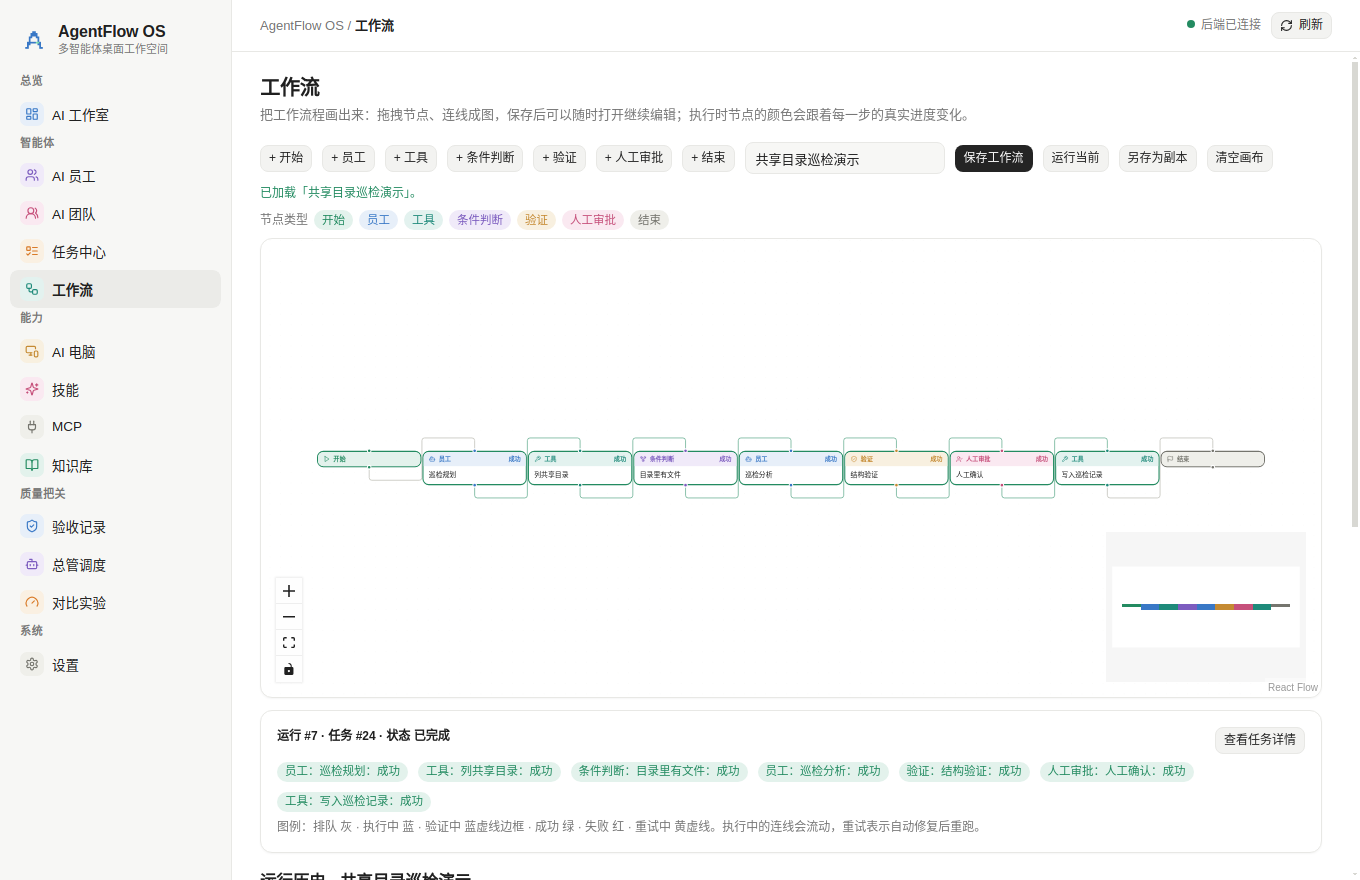 AgentFlow OS
多智能体桌面工作空间
总览
AI 工作室
智能体
AI 员工
AI 团队
任务中心
工作流
能力
AI 电脑
技能
MCP
知识库
质量把关
验收记录
总管调度
对比实验
系统
设置
AgentFlow OS / 工作流
后端已连接
刷新
工作流
把工作流程画出来：拖拽节点、连线成图，保存后可以随时打开继续编辑；执行时节点的颜色会跟着每一步的真实进度变化。
+ 开始 + 员工 + 工具 + 条件判断 + 验证 + 人工审批 + 结束 共享目录巡检演示 保存工作流 运行当前 另存为副本 清空画布
已加载「共享目录巡检演示」。
节点类型 开始 员工 工具 条件判断 验证 人工审批 结束
开始 员工 成功 工具 成功 条件判断 成功 员工 成功 验证 成功 人工审批 成功 工具 成功 结束
巡检规划 列共享目录 目录里有文件 巡检分析 结构验证 人工确认 写入巡检记录
React Flow
运行 #7 · 任务 #24 · 状态 已完成
查看任务详情
员工：巡检规划：成功 工具：列共享目录：成功 条件判断：目录里有文件：成功 员工：巡检分析：成功 验证：结构验证：成功 人工审批：人工确认：成功
工具：写入巡检记录：成功
图例：排队 灰 · 执行中 蓝 · 验证中 蓝虚线边框 · 成功 绿 · 失败 红 · 重试中 黄虚线。执行中的连线会流动，重试表示自动修复后重跑。